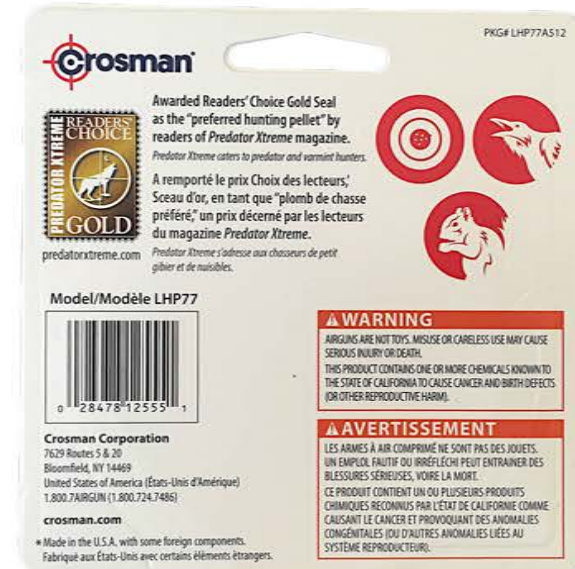 PKG# LHP77A512
Crosman®
PREDATOR XTREME
READERS'
CHOICE
GOLD
predatorxtreme.com
Awarded Readers' Choice Gold Seal
as the "preferred hunting pellet" by
readers of Predator Xtreme magazine.
Predator Xtreme caters to predator and varmint hunters.
A remporté le prix Choix des lecteurs,'
Sceau d'or, en tant que "plomb de chasse
préféré," un prix décerné par les lecteurs
du magazine Predator Xtreme.
Predator Xtreme s'adresse aux chasseurs de petit
gibier et de nuisibles.
Model/Modèle LHP77
0 28478 12555 1
Crosman Corporation
7629 Routes 5 & 20
Bloomfield, NY 14469
United States of America (États-Unis d'Amérique)
1.800.7AIRGUN (1.800.724.7486)
crosman.com
* Made in the U.S.A. with some foreign components.
Fabriqué aux États-Unis avec certains éléments étrangers.
WARNING
AIRGUNS ARE NOT TOYS. MISUSE OR CARELESS USE MAY CAUSE
SERIOUS INJURY OR DEATH.
THIS PRODUCT CONTAINS ONE OR MORE CHEMICALS KNOWN TO
THE STATE OF CALIFORNIA TO CAUSE CANCER AND BIRTH DEFECTS
(OR OTHER REPRODUCTIVE HARM).
AVERTISSEMENT
LES ARMES À AIR COMPRIMÉ NE SONT PAS DES JOUETS.
UN EMPLOI, FAUTIF OU IRRÉFLÉCHI PEUT ENTRAINER DES
BLESSURES SÉRIEUSES, VOIRE LA MORT.
CE PRODUIT CONTIENT UN OU PLUSIEURS PRODUITS
CHIMIQUES RECONNUS PAR L'ÉTAT DE CALIFORNIE COMME
CAUSANT LE CANCER ET PROVOQUANT DES ANOMALIES
CONGÉNITALES (OU D'AUTRES ANOMALIES LIÉES AU
SYSTÈME REPRODUCTEUR).